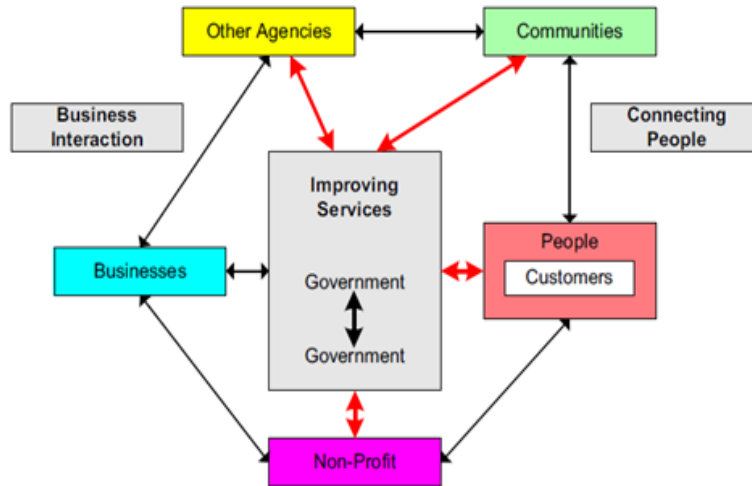 Other Agencies
Communities
Business
Interaction
Connecting
People
Improving
Services
Businesses
Government
Government
People
Customers
Non-Profit